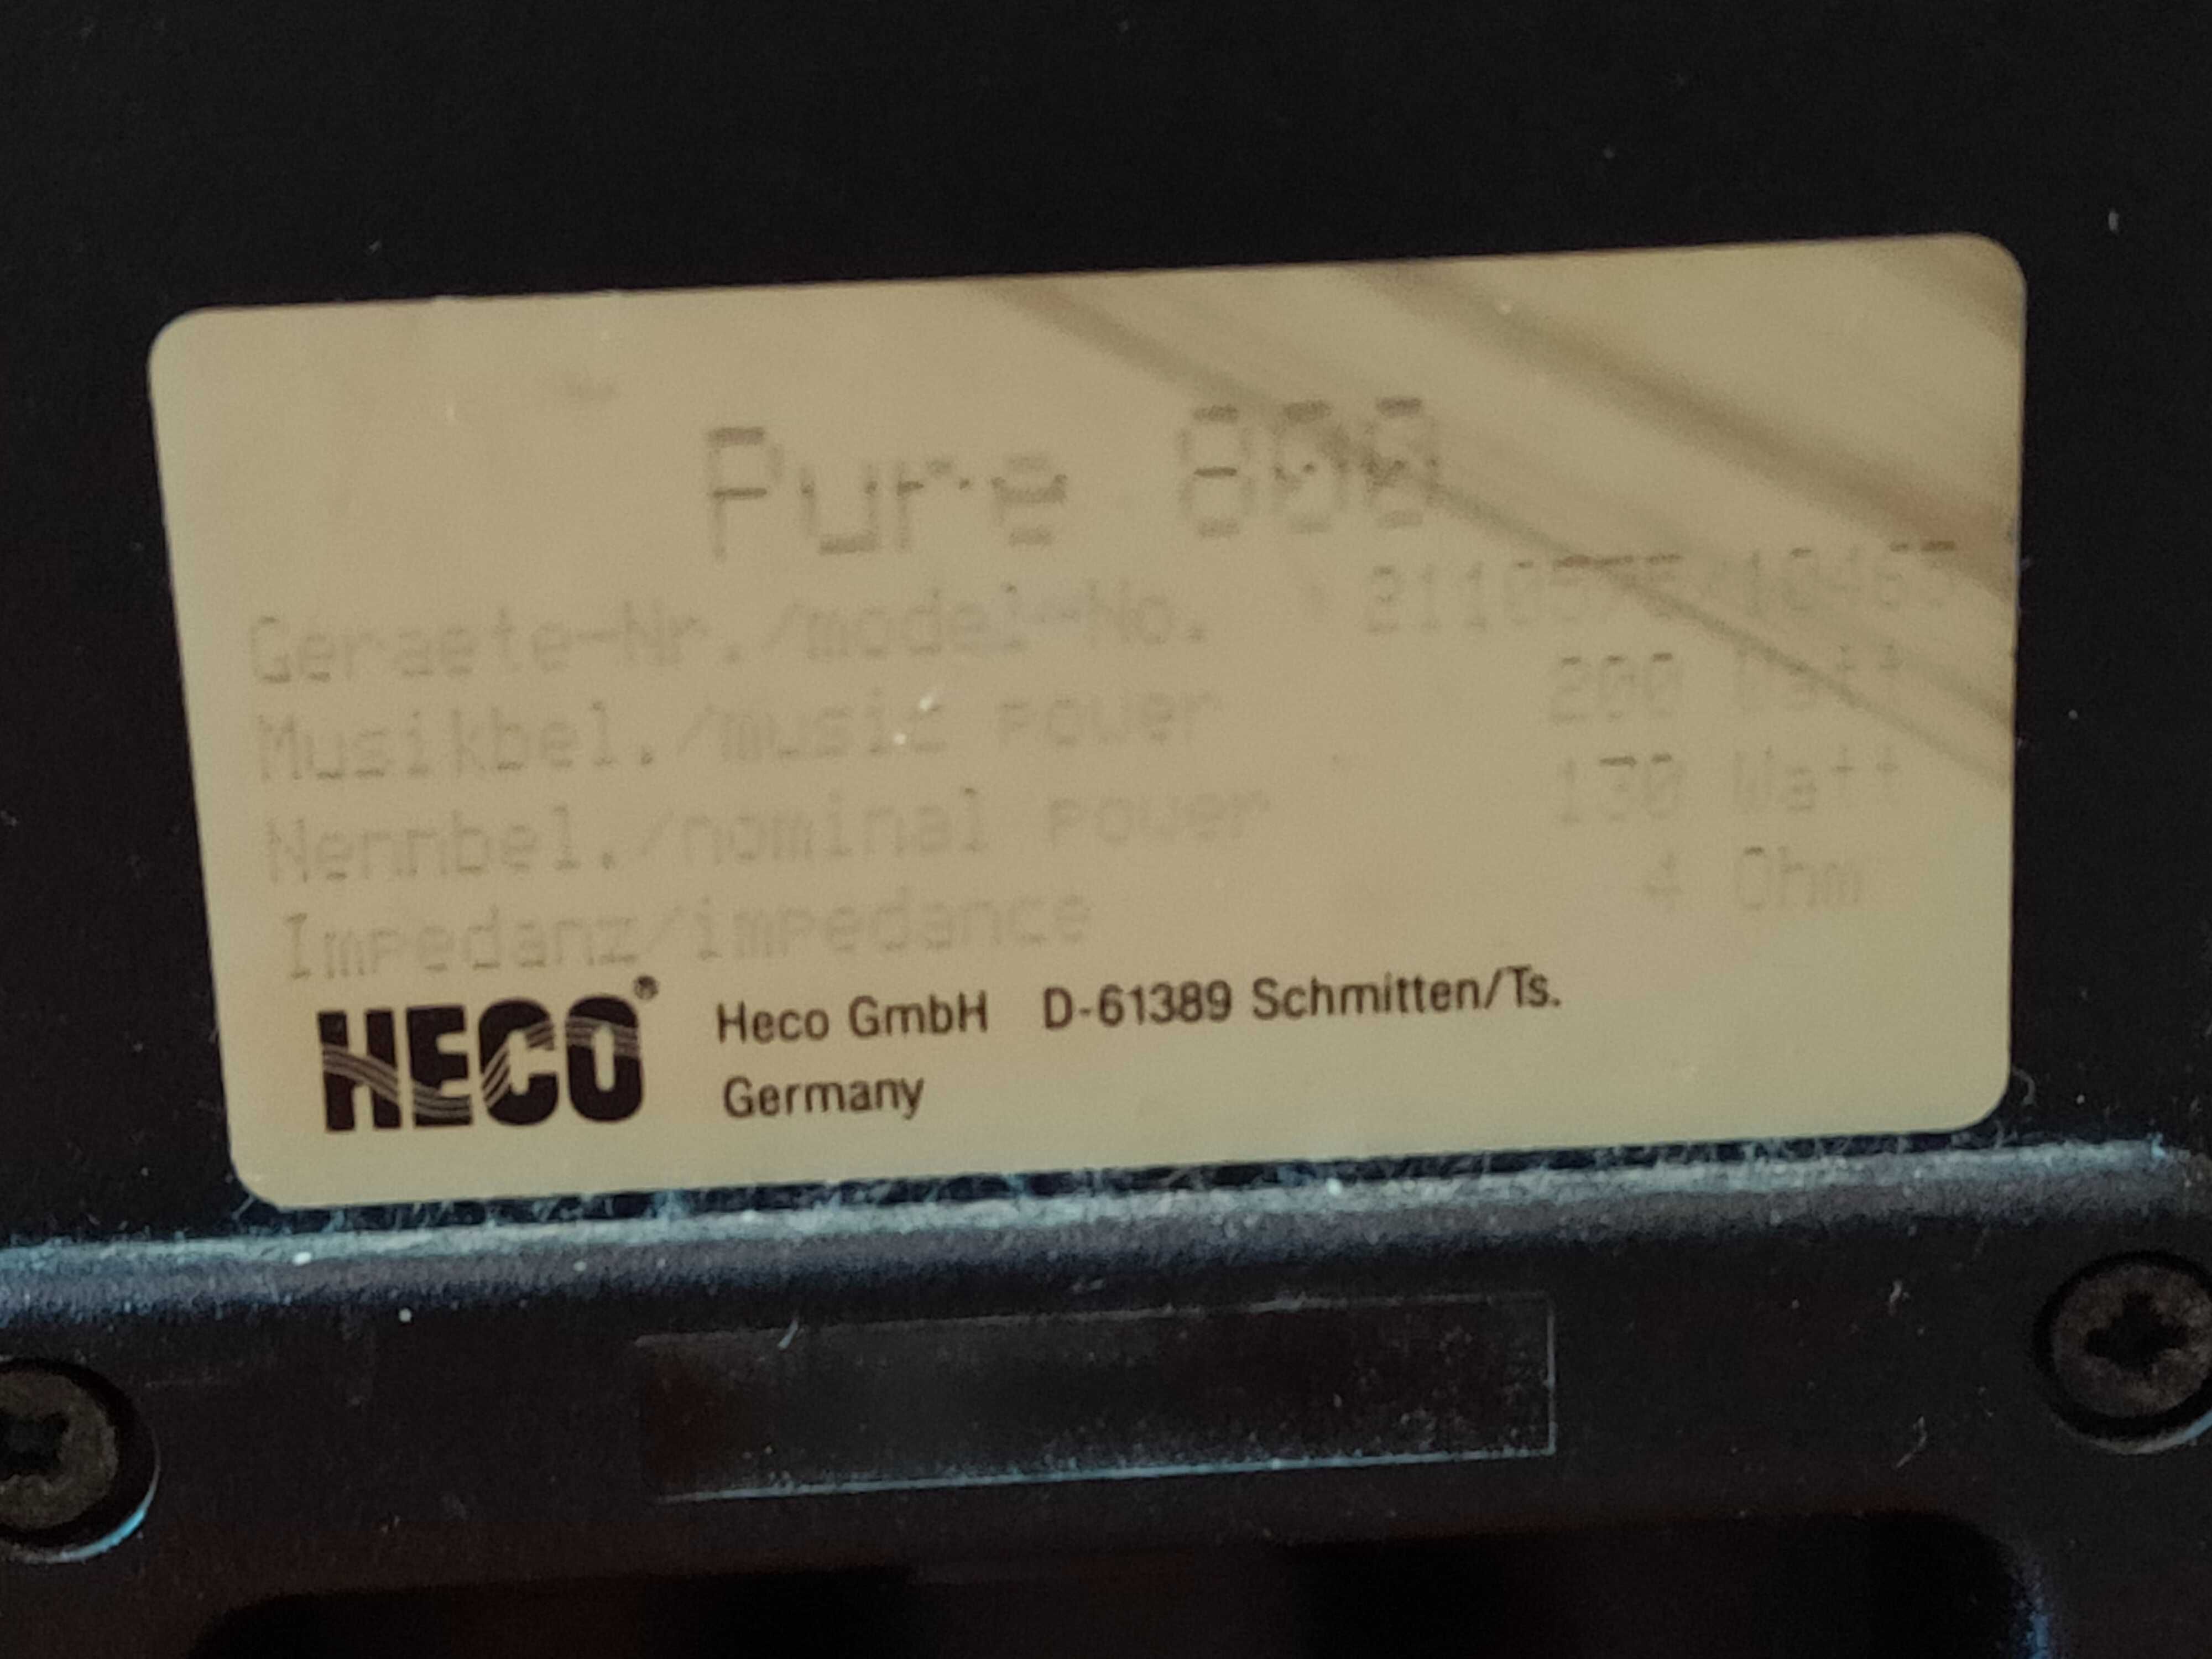 Pure 800
Geraete-Nr./model-No.
Musikbel./music power 200 Watt
Nennbel./nominal power 130 Watt
Impedanz/impedance 4 Ohm
HECO® Heco GmbH D-61389 Schmitten/Ts.
Germany